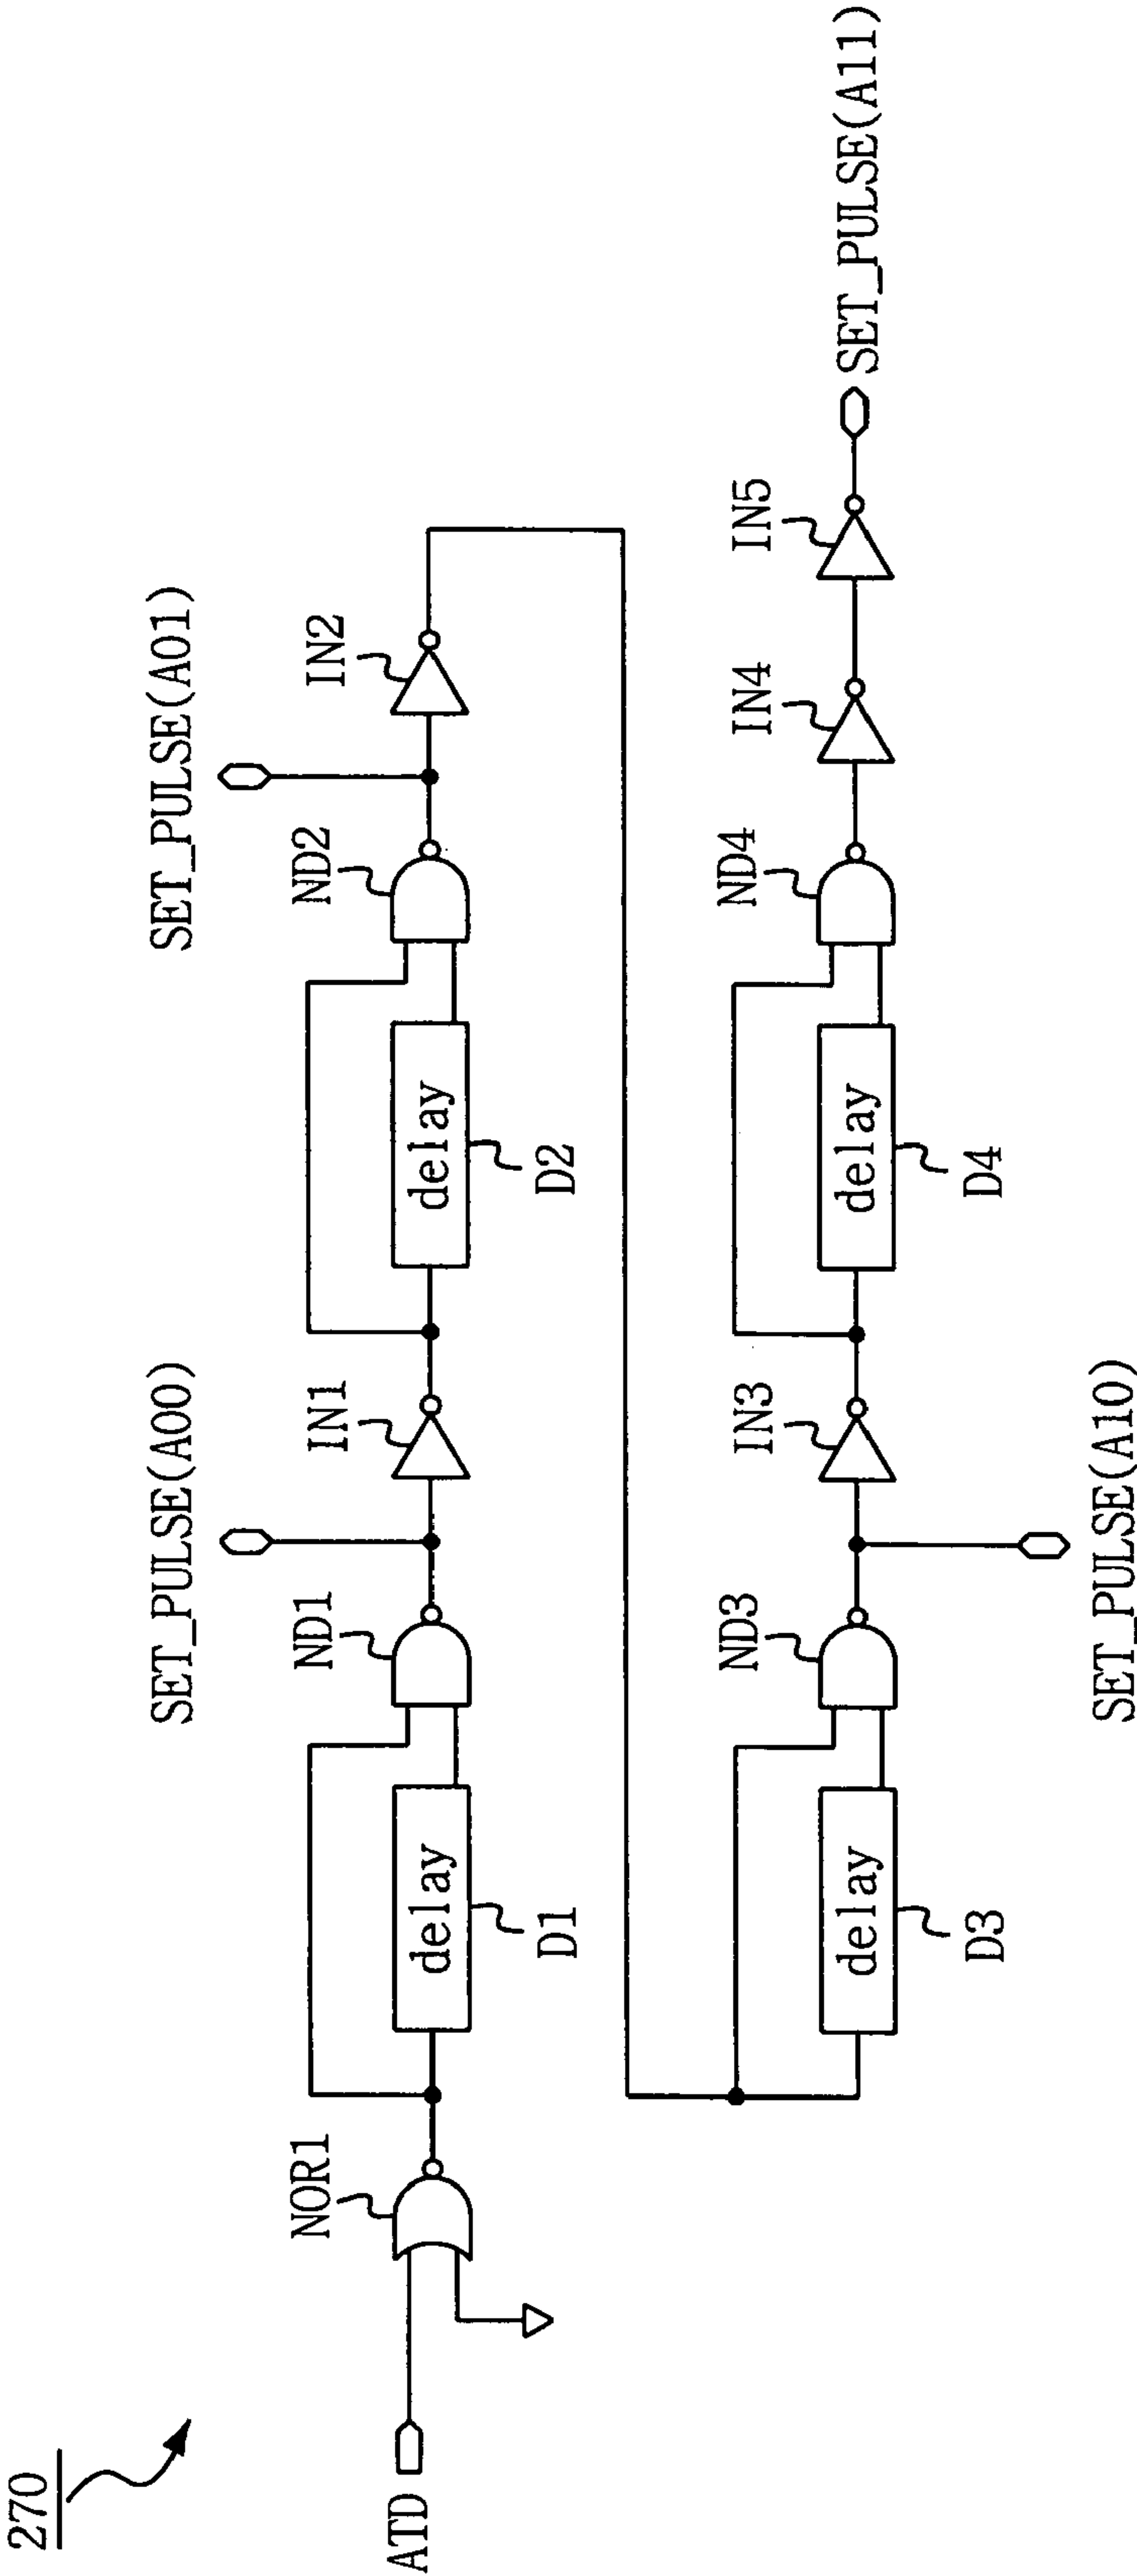 270
SET_PULSE(A00)
SET_PULSE(A01)
NOR1
ND1
IN1
ND2
IN2
ATD
delay
delay
D1
D2
ND3
IN3
ND4
IN4
IN5
SET_PULSE(A11)
delay
delay
D3
D4
SET_PULSE(A10)